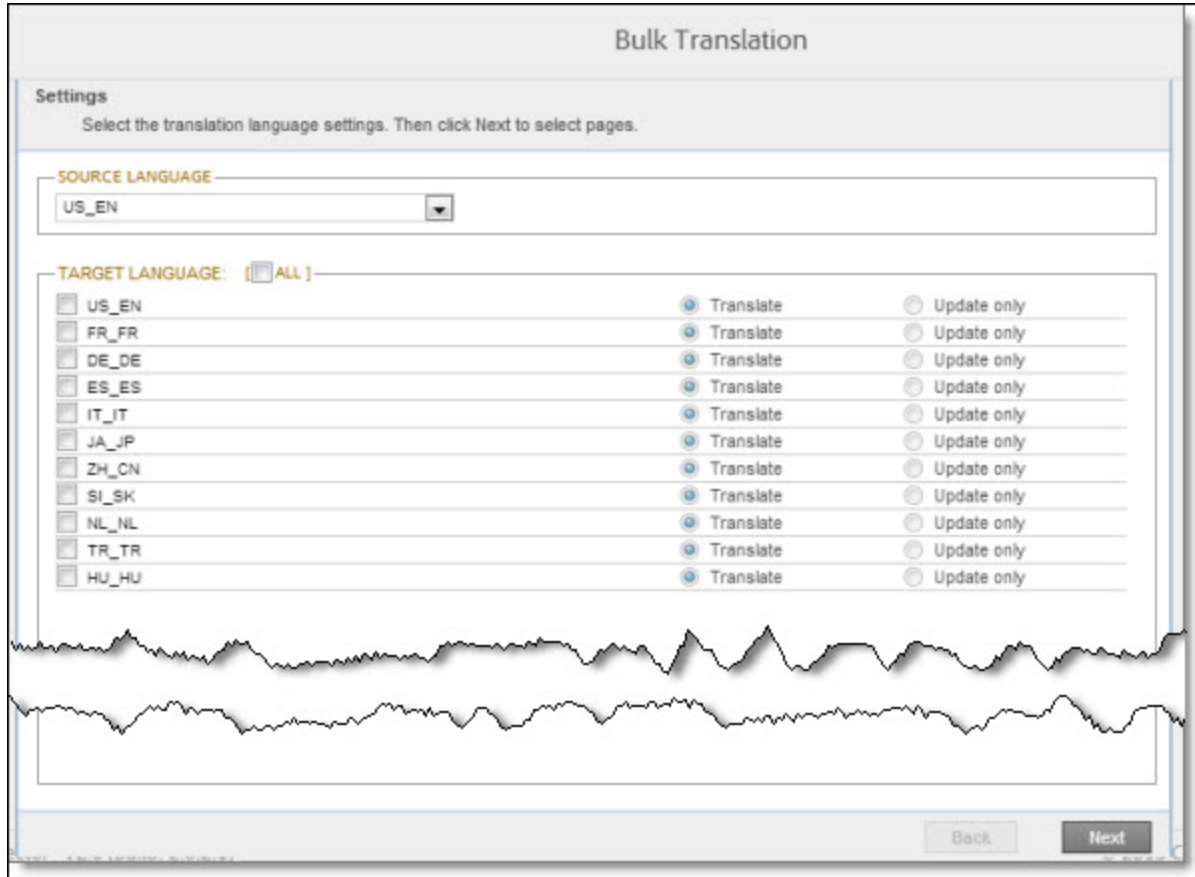 Bulk Translation
Settings
Select the translation language settings. Then click Next to select pages.
SOURCE LANGUAGE
US_EN
TARGET LANGUAGE: [ ALL ]
US_EN Translate Update only
FR_FR Translate Update only
DE_DE Translate Update only
ES_ES Translate Update only
IT_IT Translate Update only
JA_JP Translate Update only
ZH_CN Translate Update only
SI_SK Translate Update only
NL_NL Translate Update only
TR_TR Translate Update only
HU_HU Translate Update only
Back Next